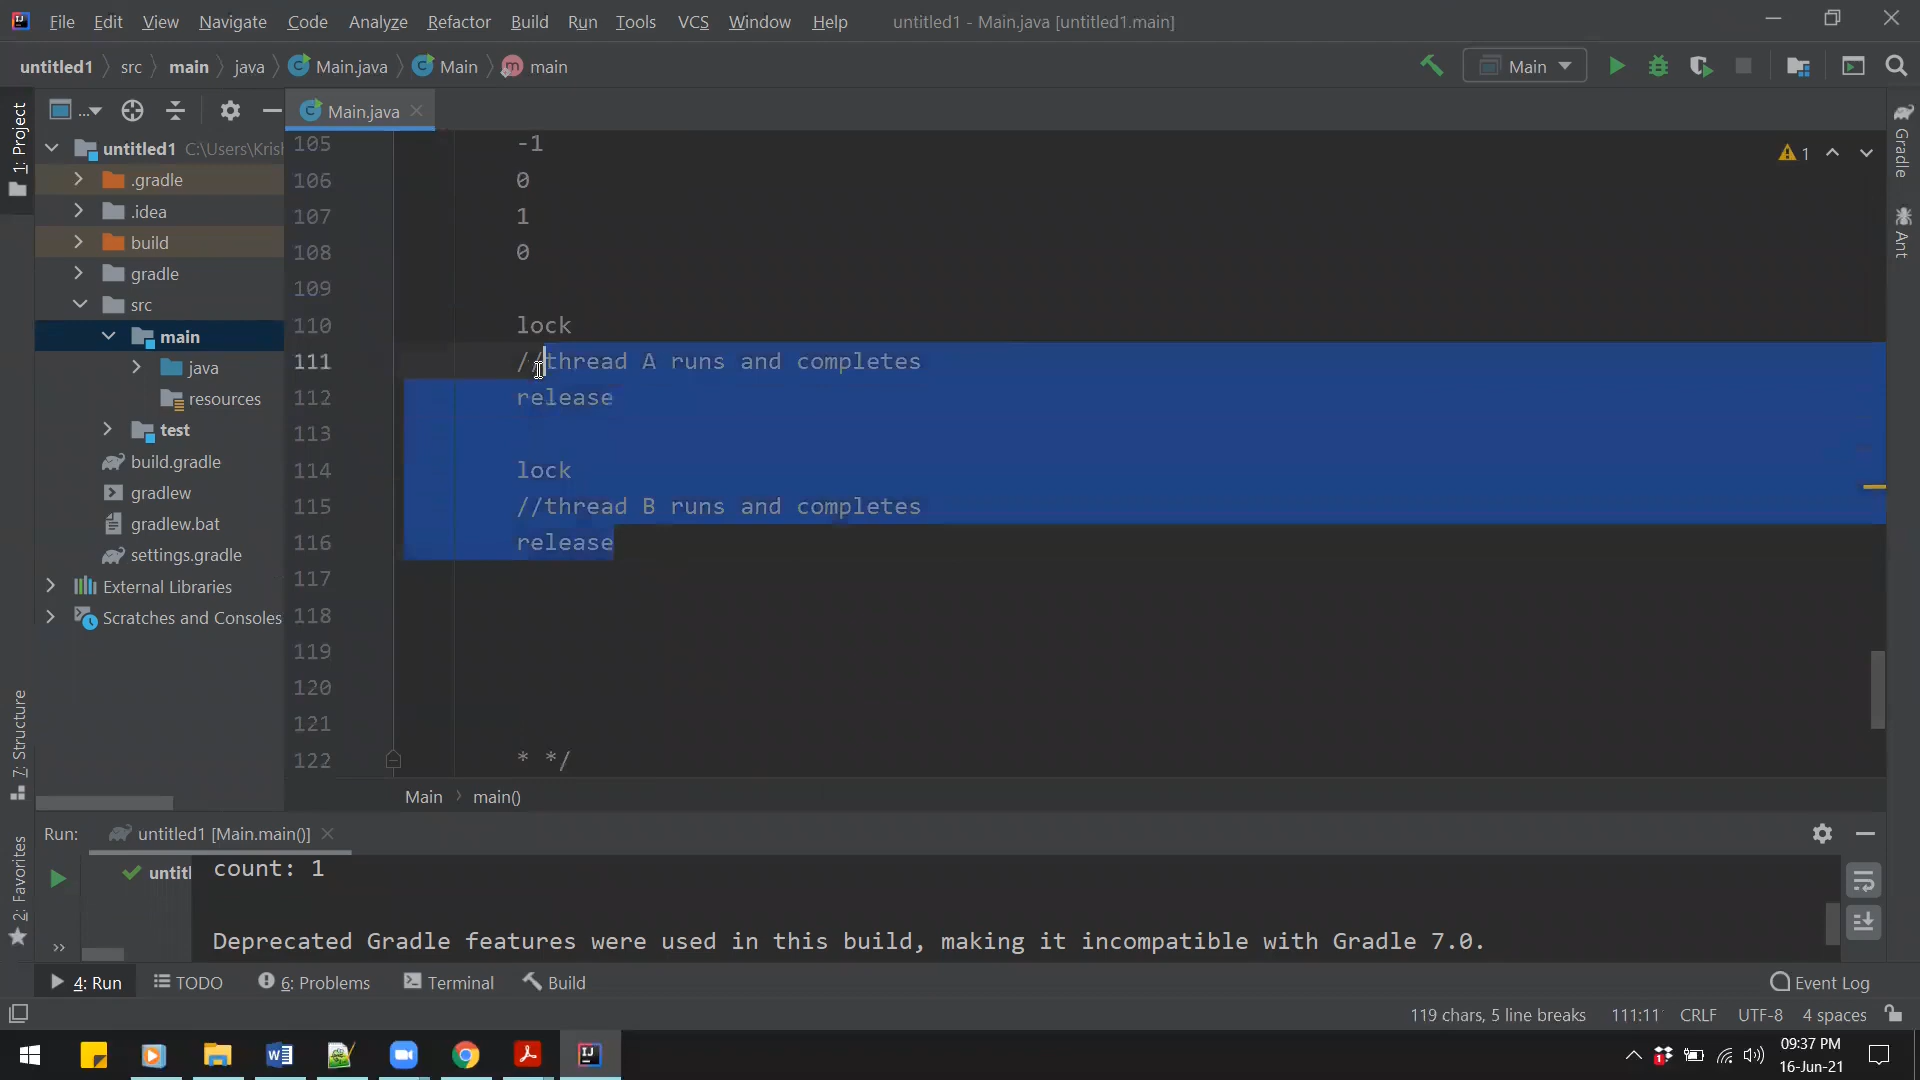 File Edit View Navigate Code Analyze Refactor Build Run Tools VCS Window Help untitled1 - Main.java [untitled1.main]
untitled1 src main java Main.java Main main Main
1: Project
...
Main.java
untitled1 C:\Users\Krish
.gradle
.idea
build
gradle
src
main
java
resources
test
build.gradle
gradlew
gradlew.bat
settings.gradle
External Libraries
Scratches and Consoles
105 -1
106 0
107 1
108 0
109
110 lock
111 //thread A runs and completes
112 release
113
114 lock
115 //thread B runs and completes
116 release
117
118
119
120
121
122 * */
1
Gradle
Ant
Main main()
7: Structure
2: Favorites
Run: untitled1 [Main.main()]
count: 1
Deprecated Gradle features were used in this build, making it incompatible with Gradle 7.0.
4: Run TODO 6: Problems Terminal Build Event Log
119 chars, 5 line breaks 111:11 CRLF UTF-8 4 spaces
09:37 PM
16-Jun-21